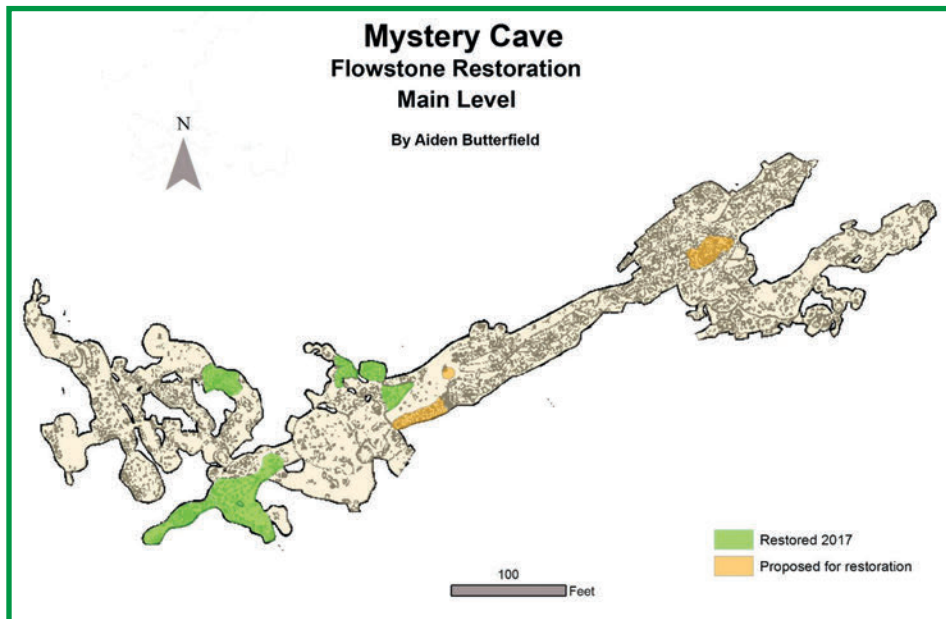 Mystery Cave
Flowstone Restoration
Main Level
By Aiden Butterfield
N
Restored 2017
Proposed for restoration
100
Feet